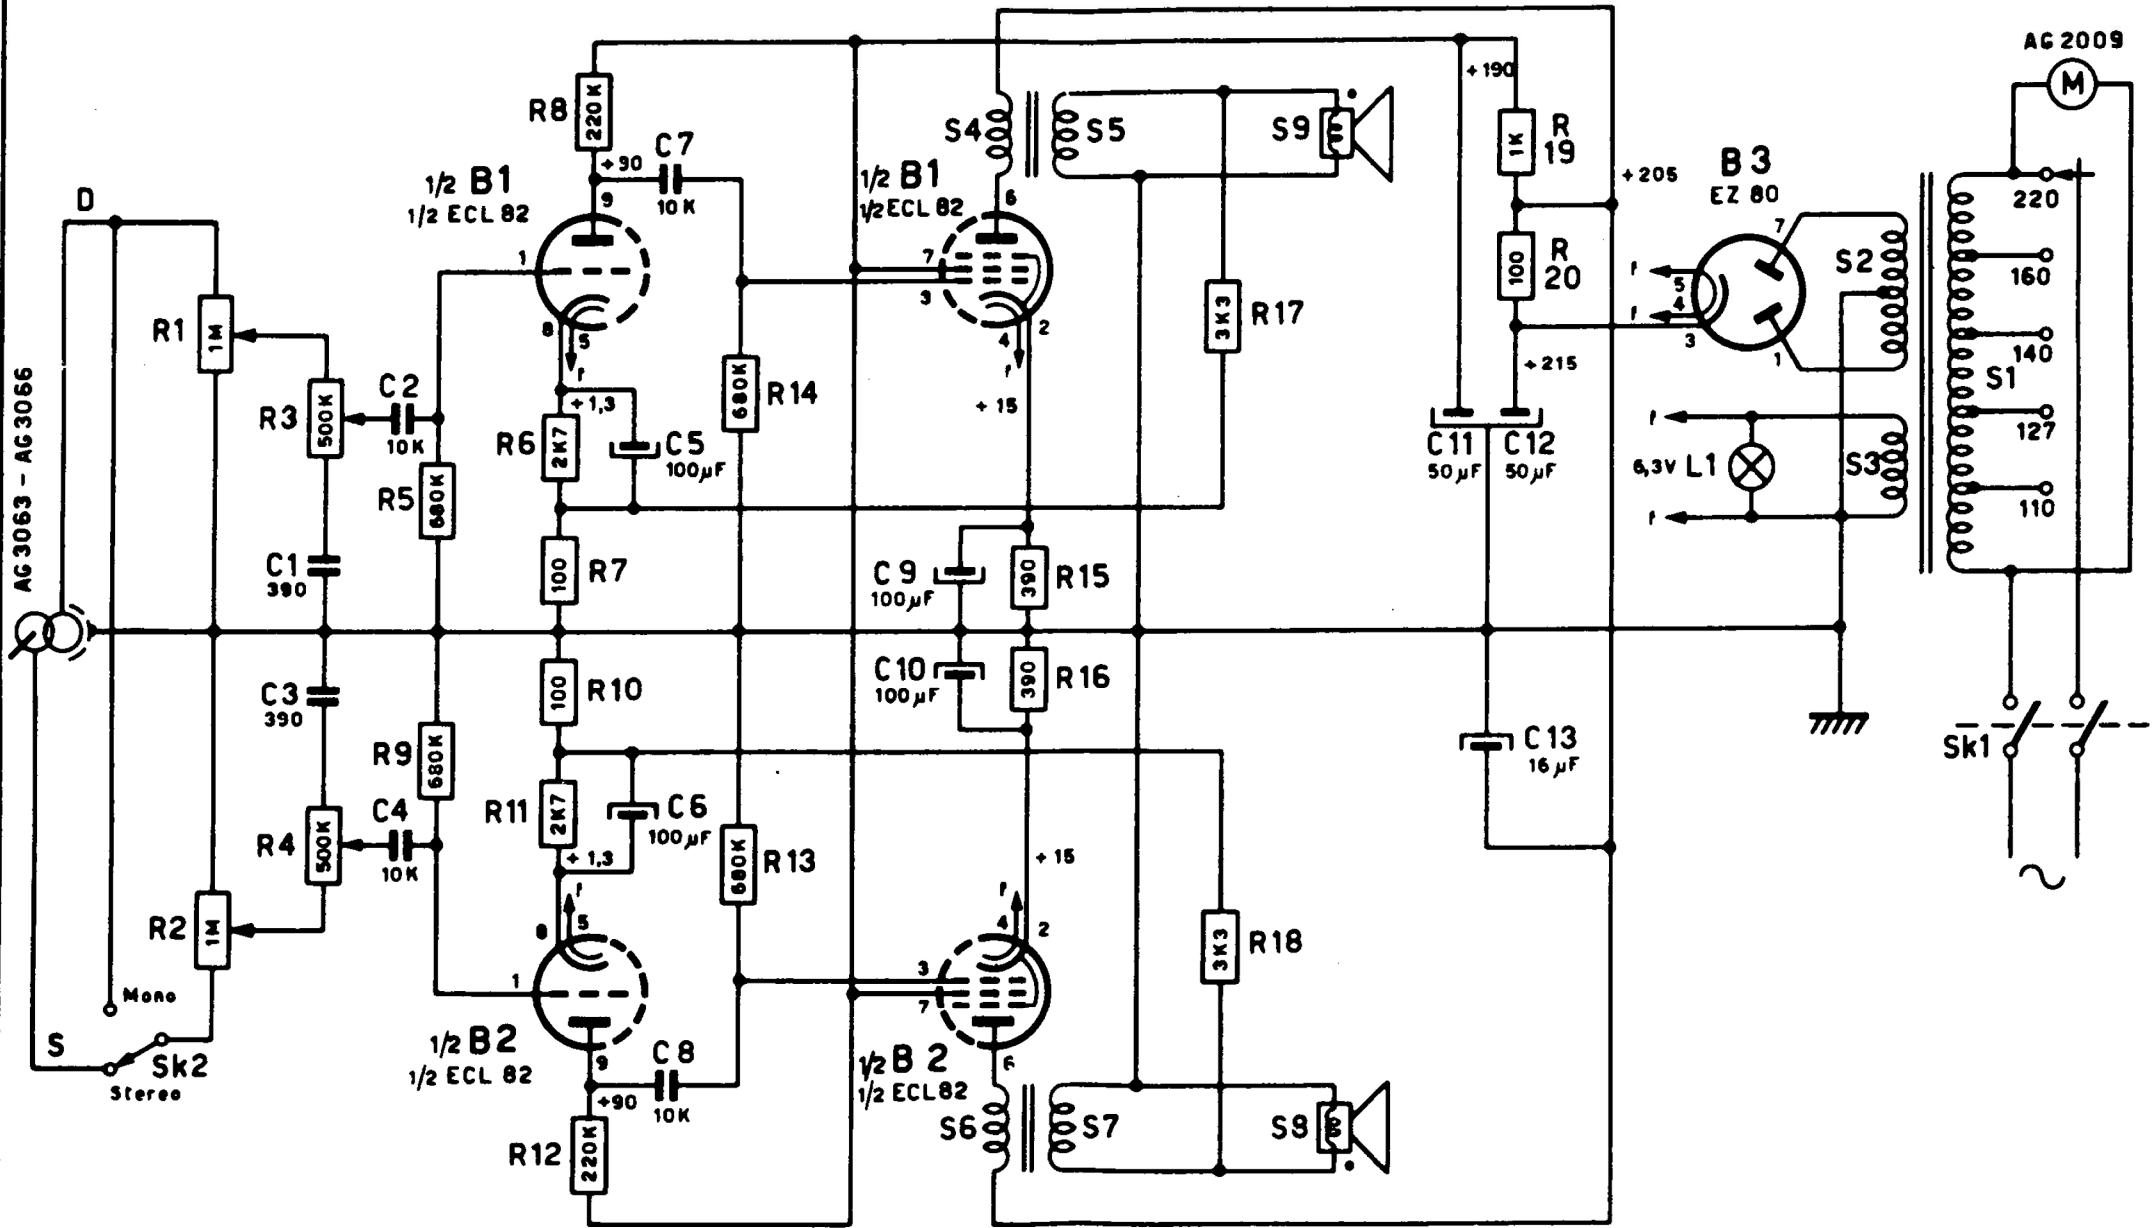 AG 2009
M
+190
R8
220K
C7
10K
+90
9
S4
S5
S9
R
19
1K
+205
B3
EZ 80
220
D
1/2 B1
1/2 ECL 82
1/2 B1
1/2 ECL 82
6
7
S2
160
1
7
3
R
20
100
f
5
4
f
3
1
140
S1
R1
1M
8
5
f
4
2
f
R17
3K3
+215
R3
500K
C2
10K
+1,3
R14
680K
+15
127
R6
2K7
C5
100µF
C11
50µF
C12
50µF
f
6,3V L1
S3
f
110
R5
680K
AG 3063 - AG 3066
C1
390
R7
100
C9
100µF
R15
390
C3
390
R10
100
C10
100µF
R16
390
R9
680K
C13
16µF
Sk1
R4
500K
C4
10K
R11
2K7
C6
100µF
+1,3
R13
680K
+15
R2
1M
f
8
5
f
4
2
R18
3K3
1
3
7
Mono
S
Sk2
Stereo
1/2 B2
1/2 ECL 82
9
C8
10K
+90
1/2 B2
1/2 ECL82
6
R12
220K
S6
S7
S8